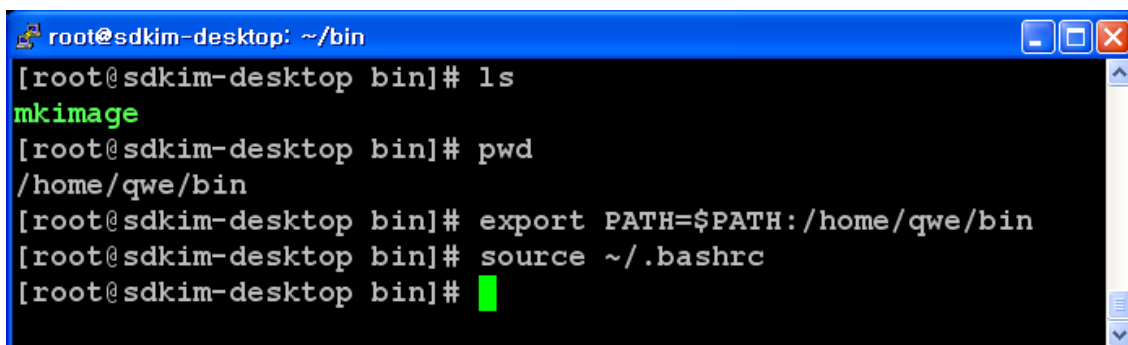 root@sdkim-desktop: ~/bin
[root@sdkim-desktop bin]# ls
mkimage
[root@sdkim-desktop bin]# pwd
/home/qwe/bin
[root@sdkim-desktop bin]# export PATH=$PATH:/home/qwe/bin
[root@sdkim-desktop bin]# source ~/.bashrc
[root@sdkim-desktop bin]#